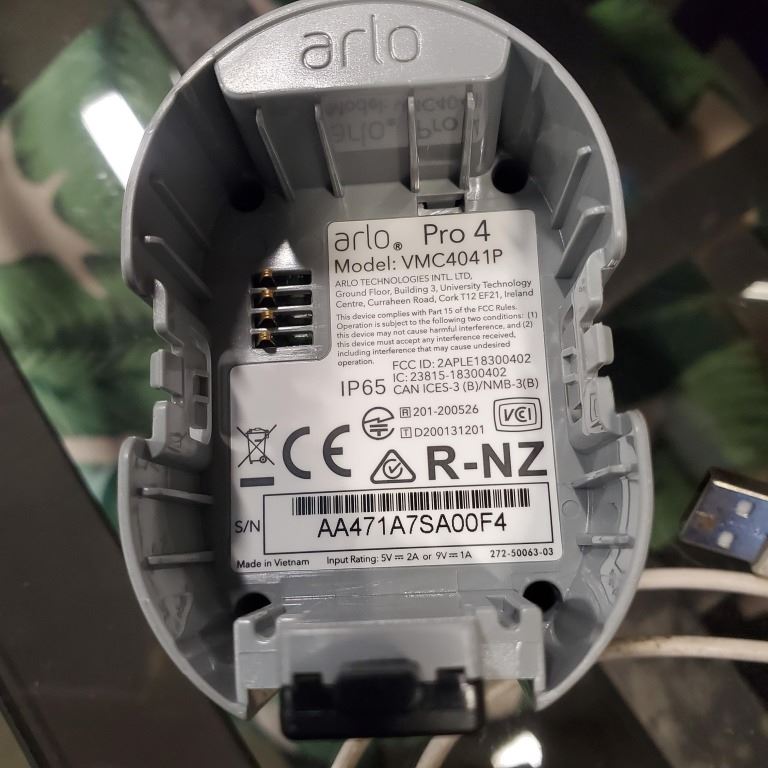 arlo
arlo® Pro 4
Model: VMC4041P
ARLO TECHNOLOGIES INTL. LTD,
Ground Floor, Building 3, University Technology
Centre, Curraheen Road, Cork T12 EF21, Ireland
This device complies with Part 15 of the FCC Rules.
Operation is subject to the following two conditions: (1)
this device may not cause harmful interference, and (2)
this device must accept any interference received,
including interference that may cause undesired
operation.
FCC ID: 2APLE18300402
IC: 23815-18300402
IP65 CAN ICES-3 (B)/NMB-3(B)
R 201-200526
T D200131201
VCCI
CE
R-NZ
S/N
AA471A7SA00F4
Made in Vietnam Input Rating: 5V⎓2A or 9V⎓1A 272-50063-03